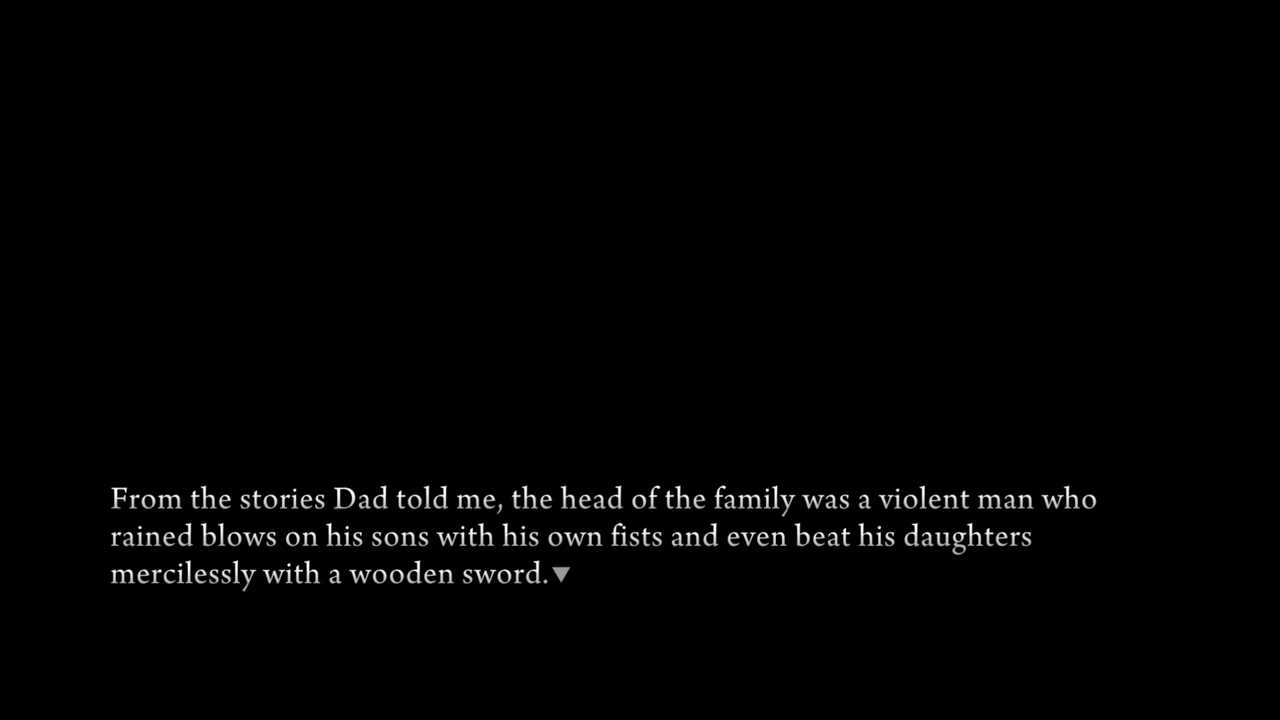 From the stories Dad told me, the head of the family was a violent man who
rained blows on his sons with his own fists and even beat his daughters
mercilessly with a wooden sword.